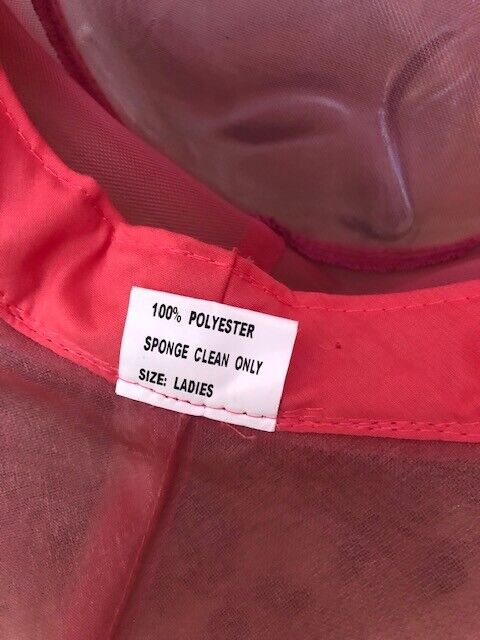 100% POLYESTER
SPONGE CLEAN ONLY
SIZE: LADIES